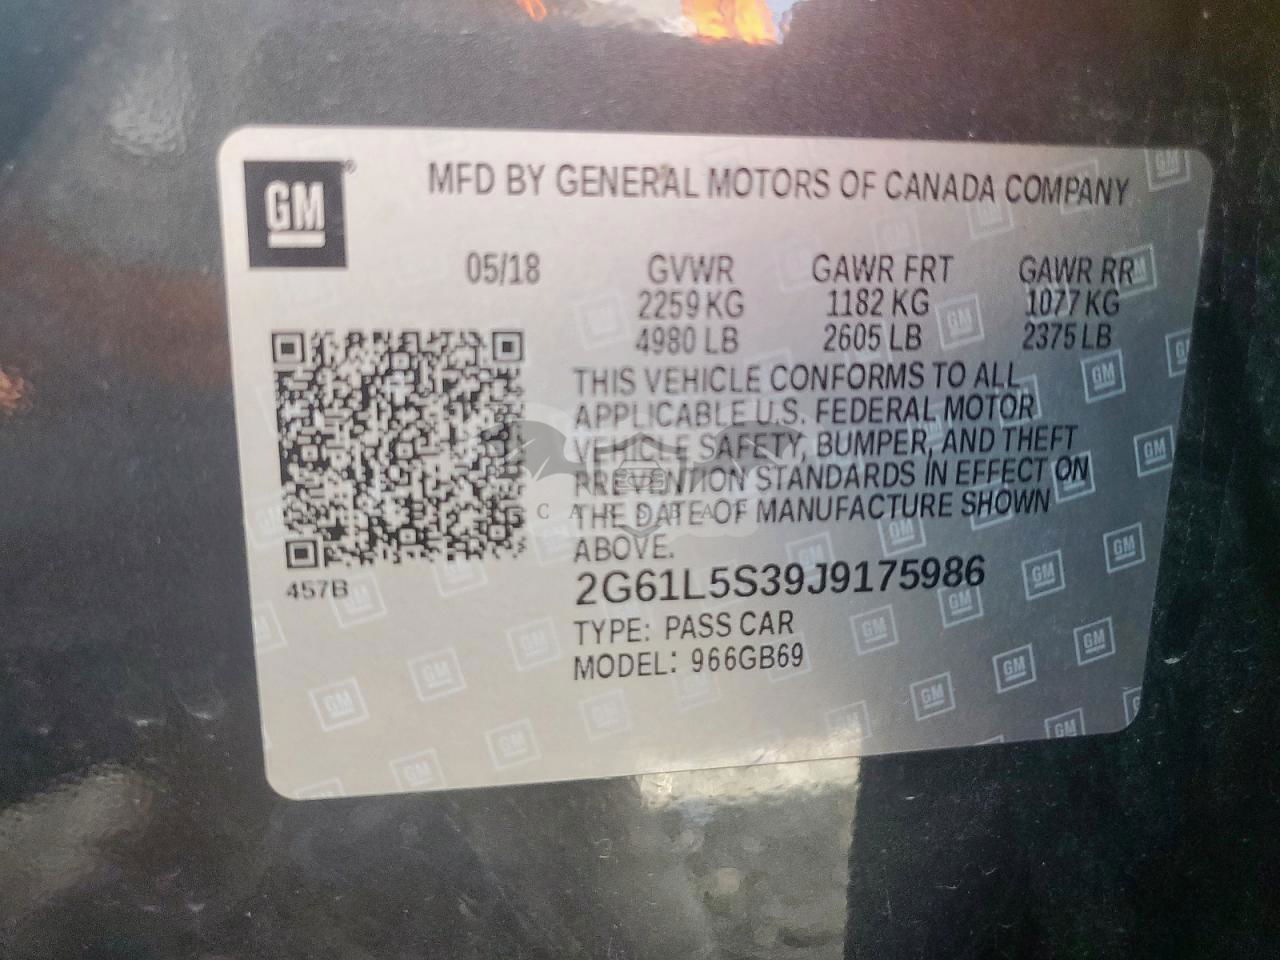 GM®
MFD BY GENERAL MOTORS OF CANADA COMPANY
05/18 GVWR GAWR FRT GAWR RR
2259 KG 1182 KG 1077 KG
4980 LB 2605 LB 2375 LB
THIS VEHICLE CONFORMS TO ALL
APPLICABLE U.S. FEDERAL MOTOR
VEHICLE SAFETY, BUMPER, AND THEFT
PREVENTION STANDARDS IN EFFECT ON
THE DATE OF MANUFACTURE SHOWN
ABOVE.
457B
2G61L5S39J9175986
TYPE: PASS CAR
MODEL: 966GB69